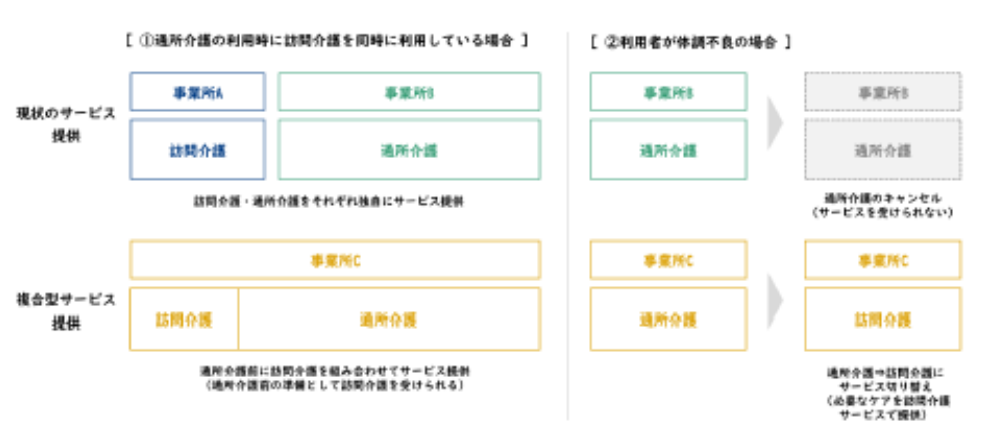 [ ①通所介護の利用時に訪問介護を同時に利用している場合 ]
[ ②利用者が体調不良の場合 ]
現状のサービス
提供
事業所A
事業所B
訪問介護
通所介護
訪問介護・通所介護をそれぞれ独自にサービス提供
事業所B
通所介護
事業所B
通所介護
通所介護のキャンセル
(サービスを受けられない)
複合型サービス
提供
事業所C
訪問介護
通所介護
通所介護前に訪問介護を組み合わせてサービス提供
(通所介護前の準備として訪問介護を受けられる)
事業所C
通所介護
事業所C
訪問介護
通所介護⇒訪問介護に
サービス切り替え
(必要なケアを訪問介護
サービスで提供)